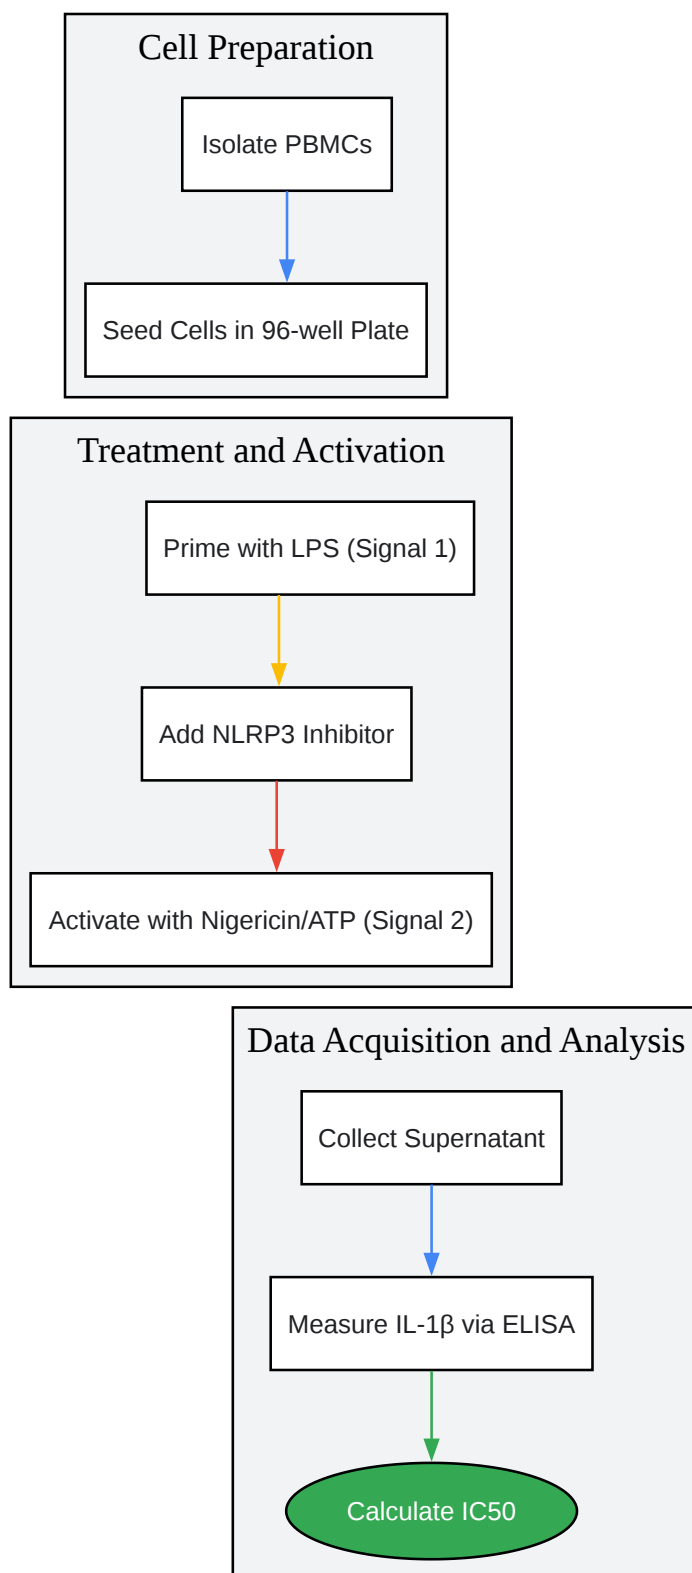 Cell Preparation
Isolate PBMCs
Seed Cells in 96-well Plate
Treatment and Activation
Prime with LPS (Signal 1)
Add NLRP3 Inhibitor
Activate with Nigericin/ATP (Signal 2)
Data Acquisition and Analysis
Collect Supernatant
Measure IL-1β via ELISA
Calculate IC50